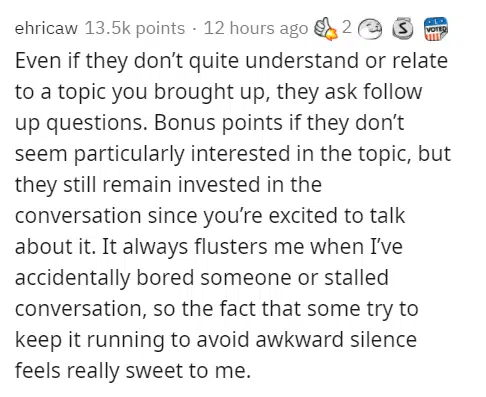 ehricaw 13.5k points · 12 hours ago 2 S VOTED
Even if they don’t quite understand or relate
to a topic you brought up, they ask follow
up questions. Bonus points if they don’t
seem particularly interested in the topic, but
they still remain invested in the
conversation since you’re excited to talk
about it. It always flusters me when I’ve
accidentally bored someone or stalled
conversation, so the fact that some try to
keep it running to avoid awkward silence
feels really sweet to me.